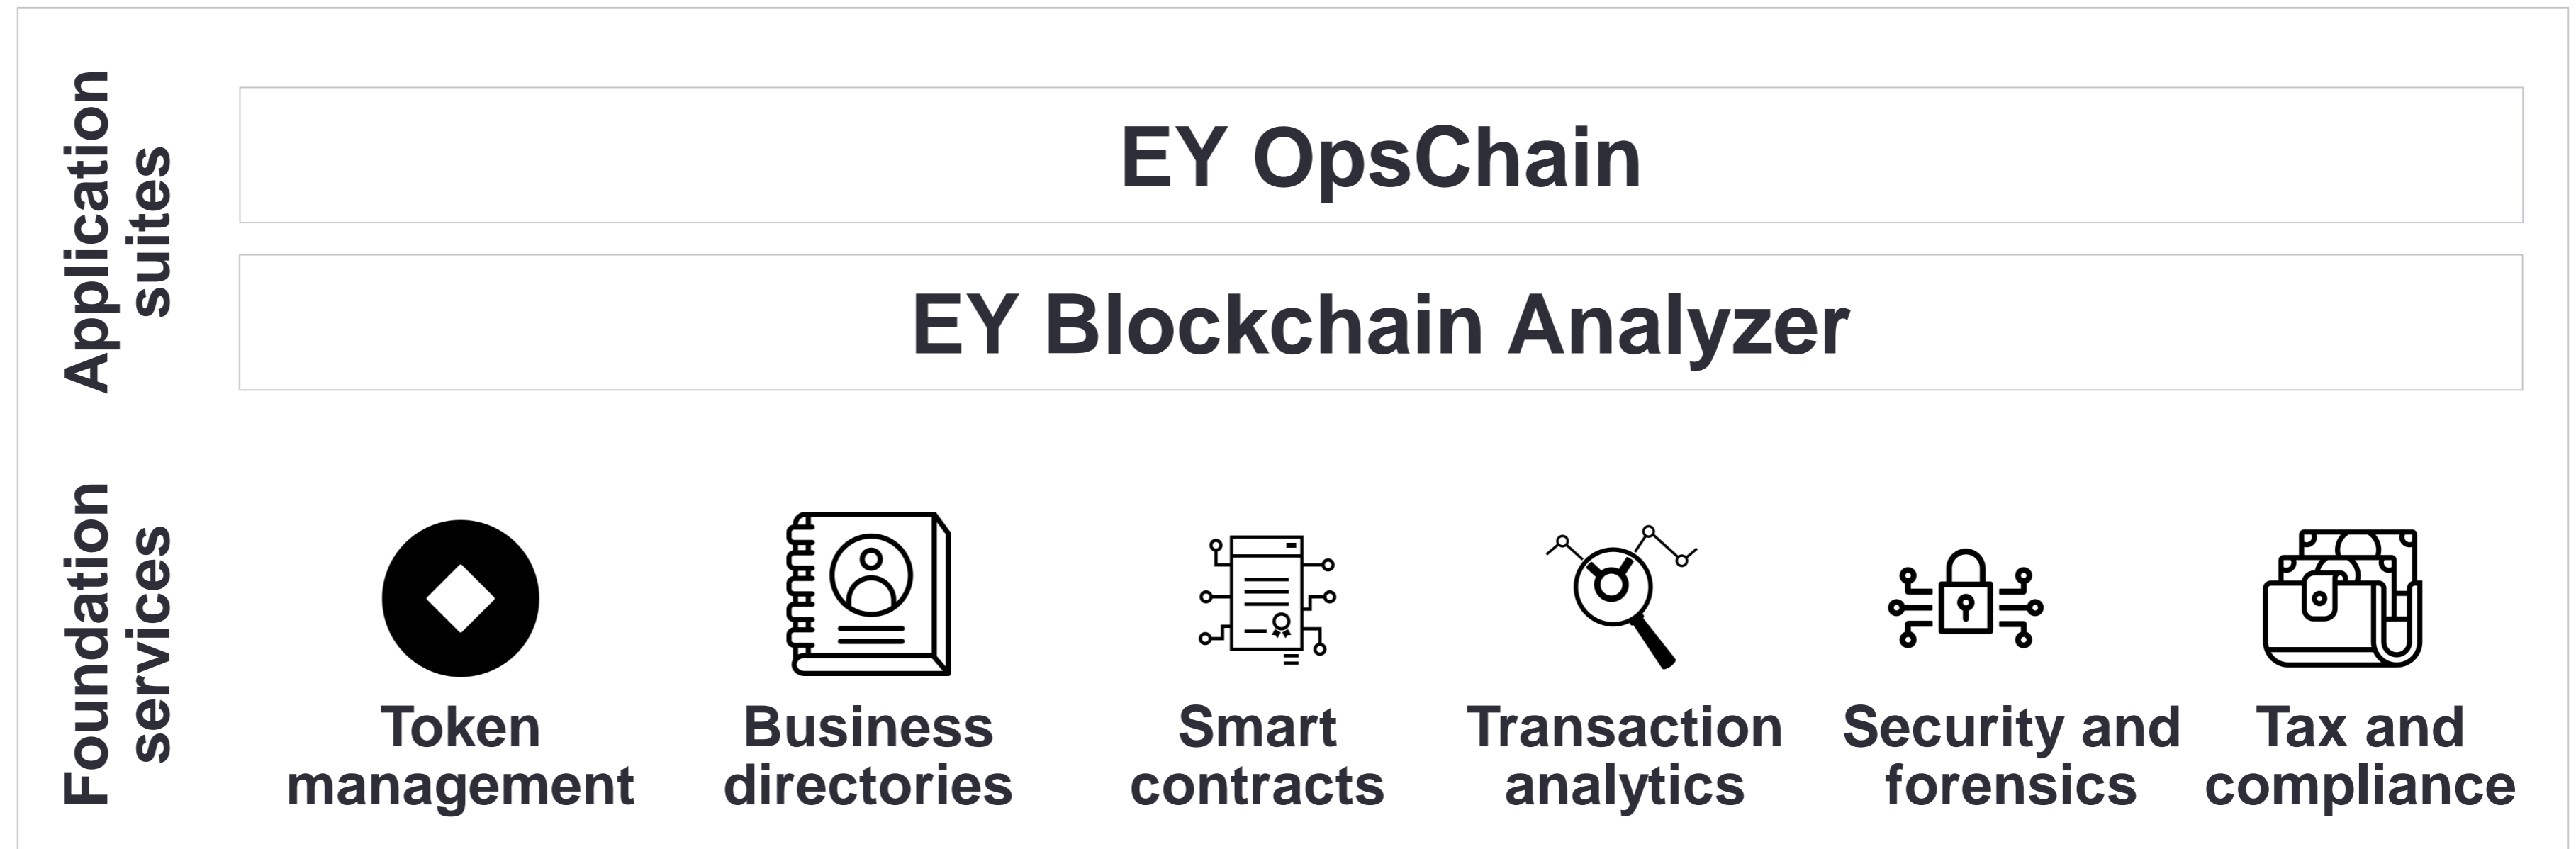 Application
suites
EY OpsChain
EY Blockchain Analyzer
Foundation
services
Token
management
Business
directories
Smart
contracts
Transaction
analytics
Security and
forensics
Tax and
compliance